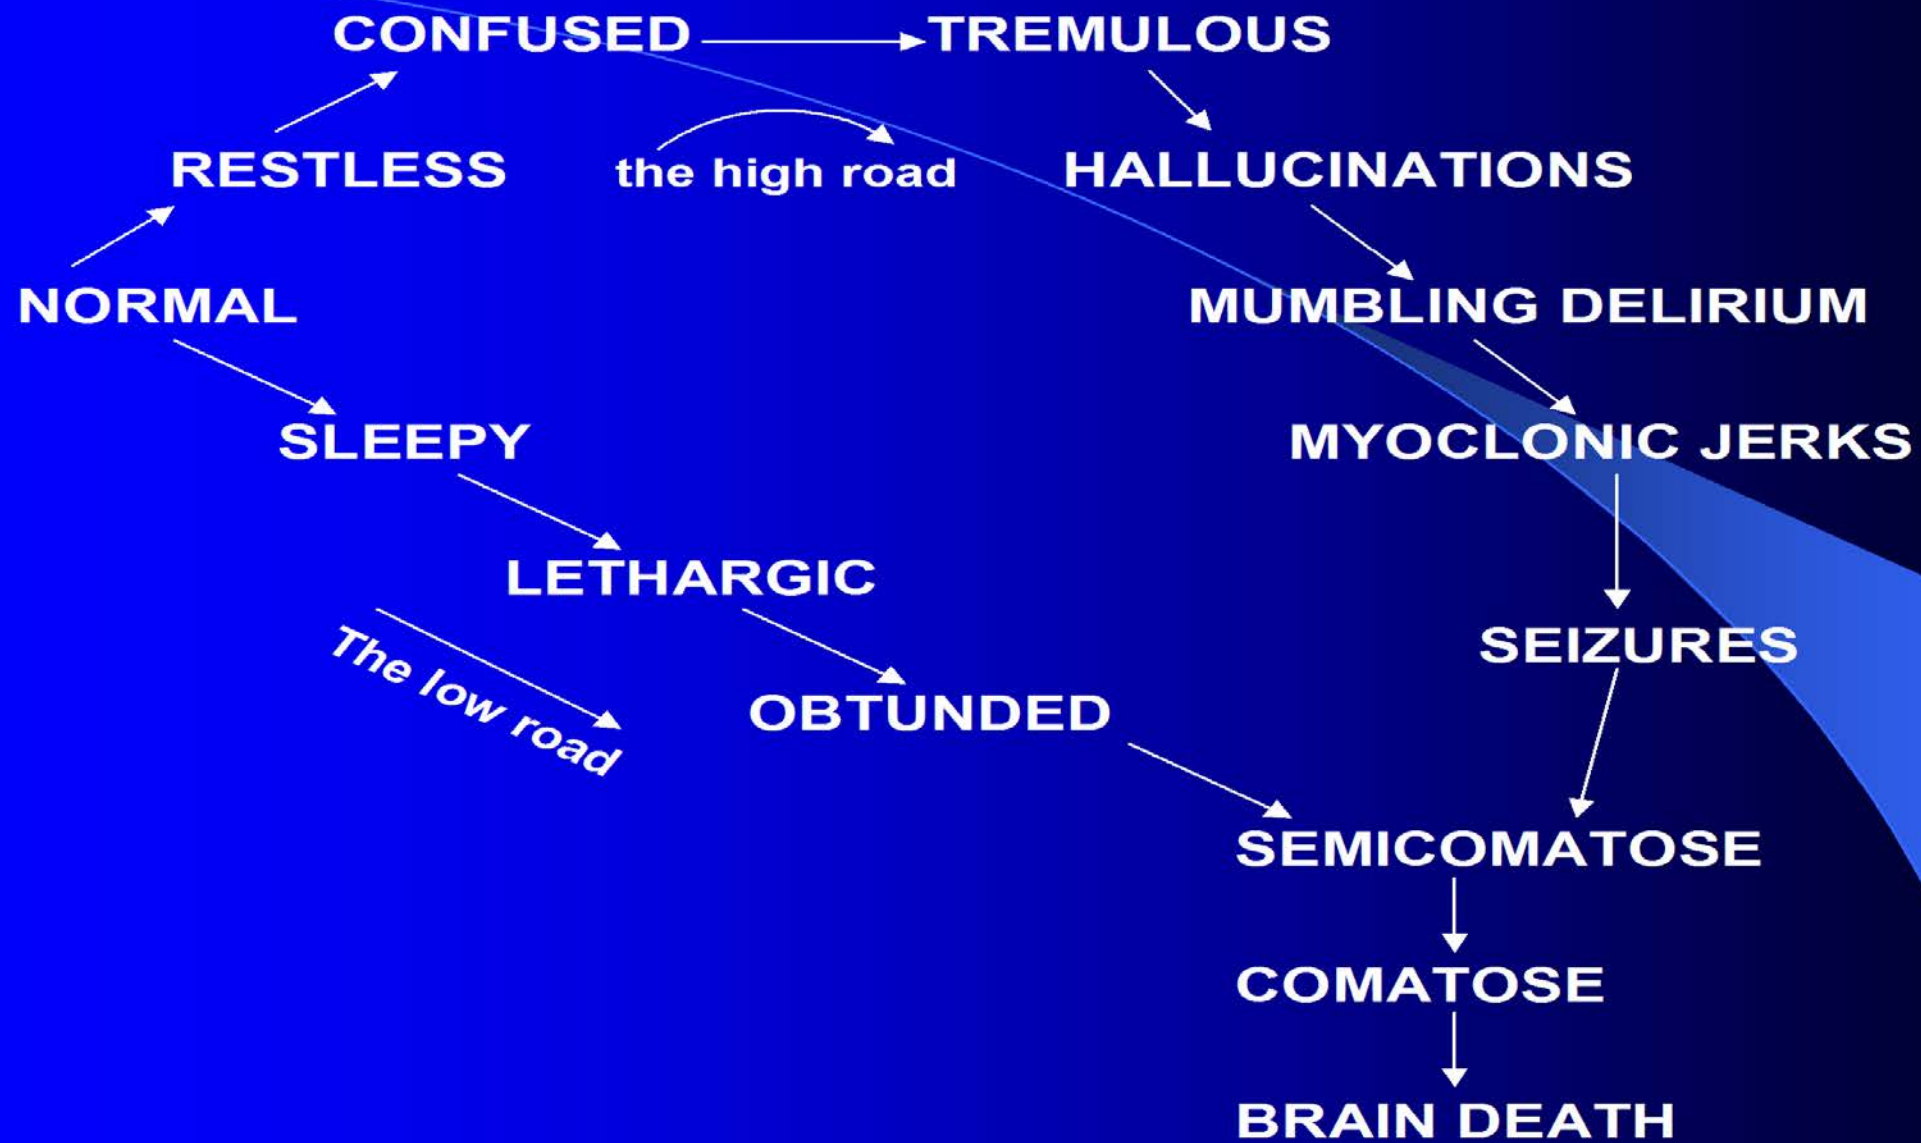 CONFUSED TREMULOUS
RESTLESS the high road HALLUCINATIONS
NORMAL MUMBLING DELIRIUM
SLEEPY MYOCLONIC JERKS
LETHARGIC
The low road
SEIZURES
OBTUNDED
SEMICOMATOSE
COMATOSE
BRAIN DEATH